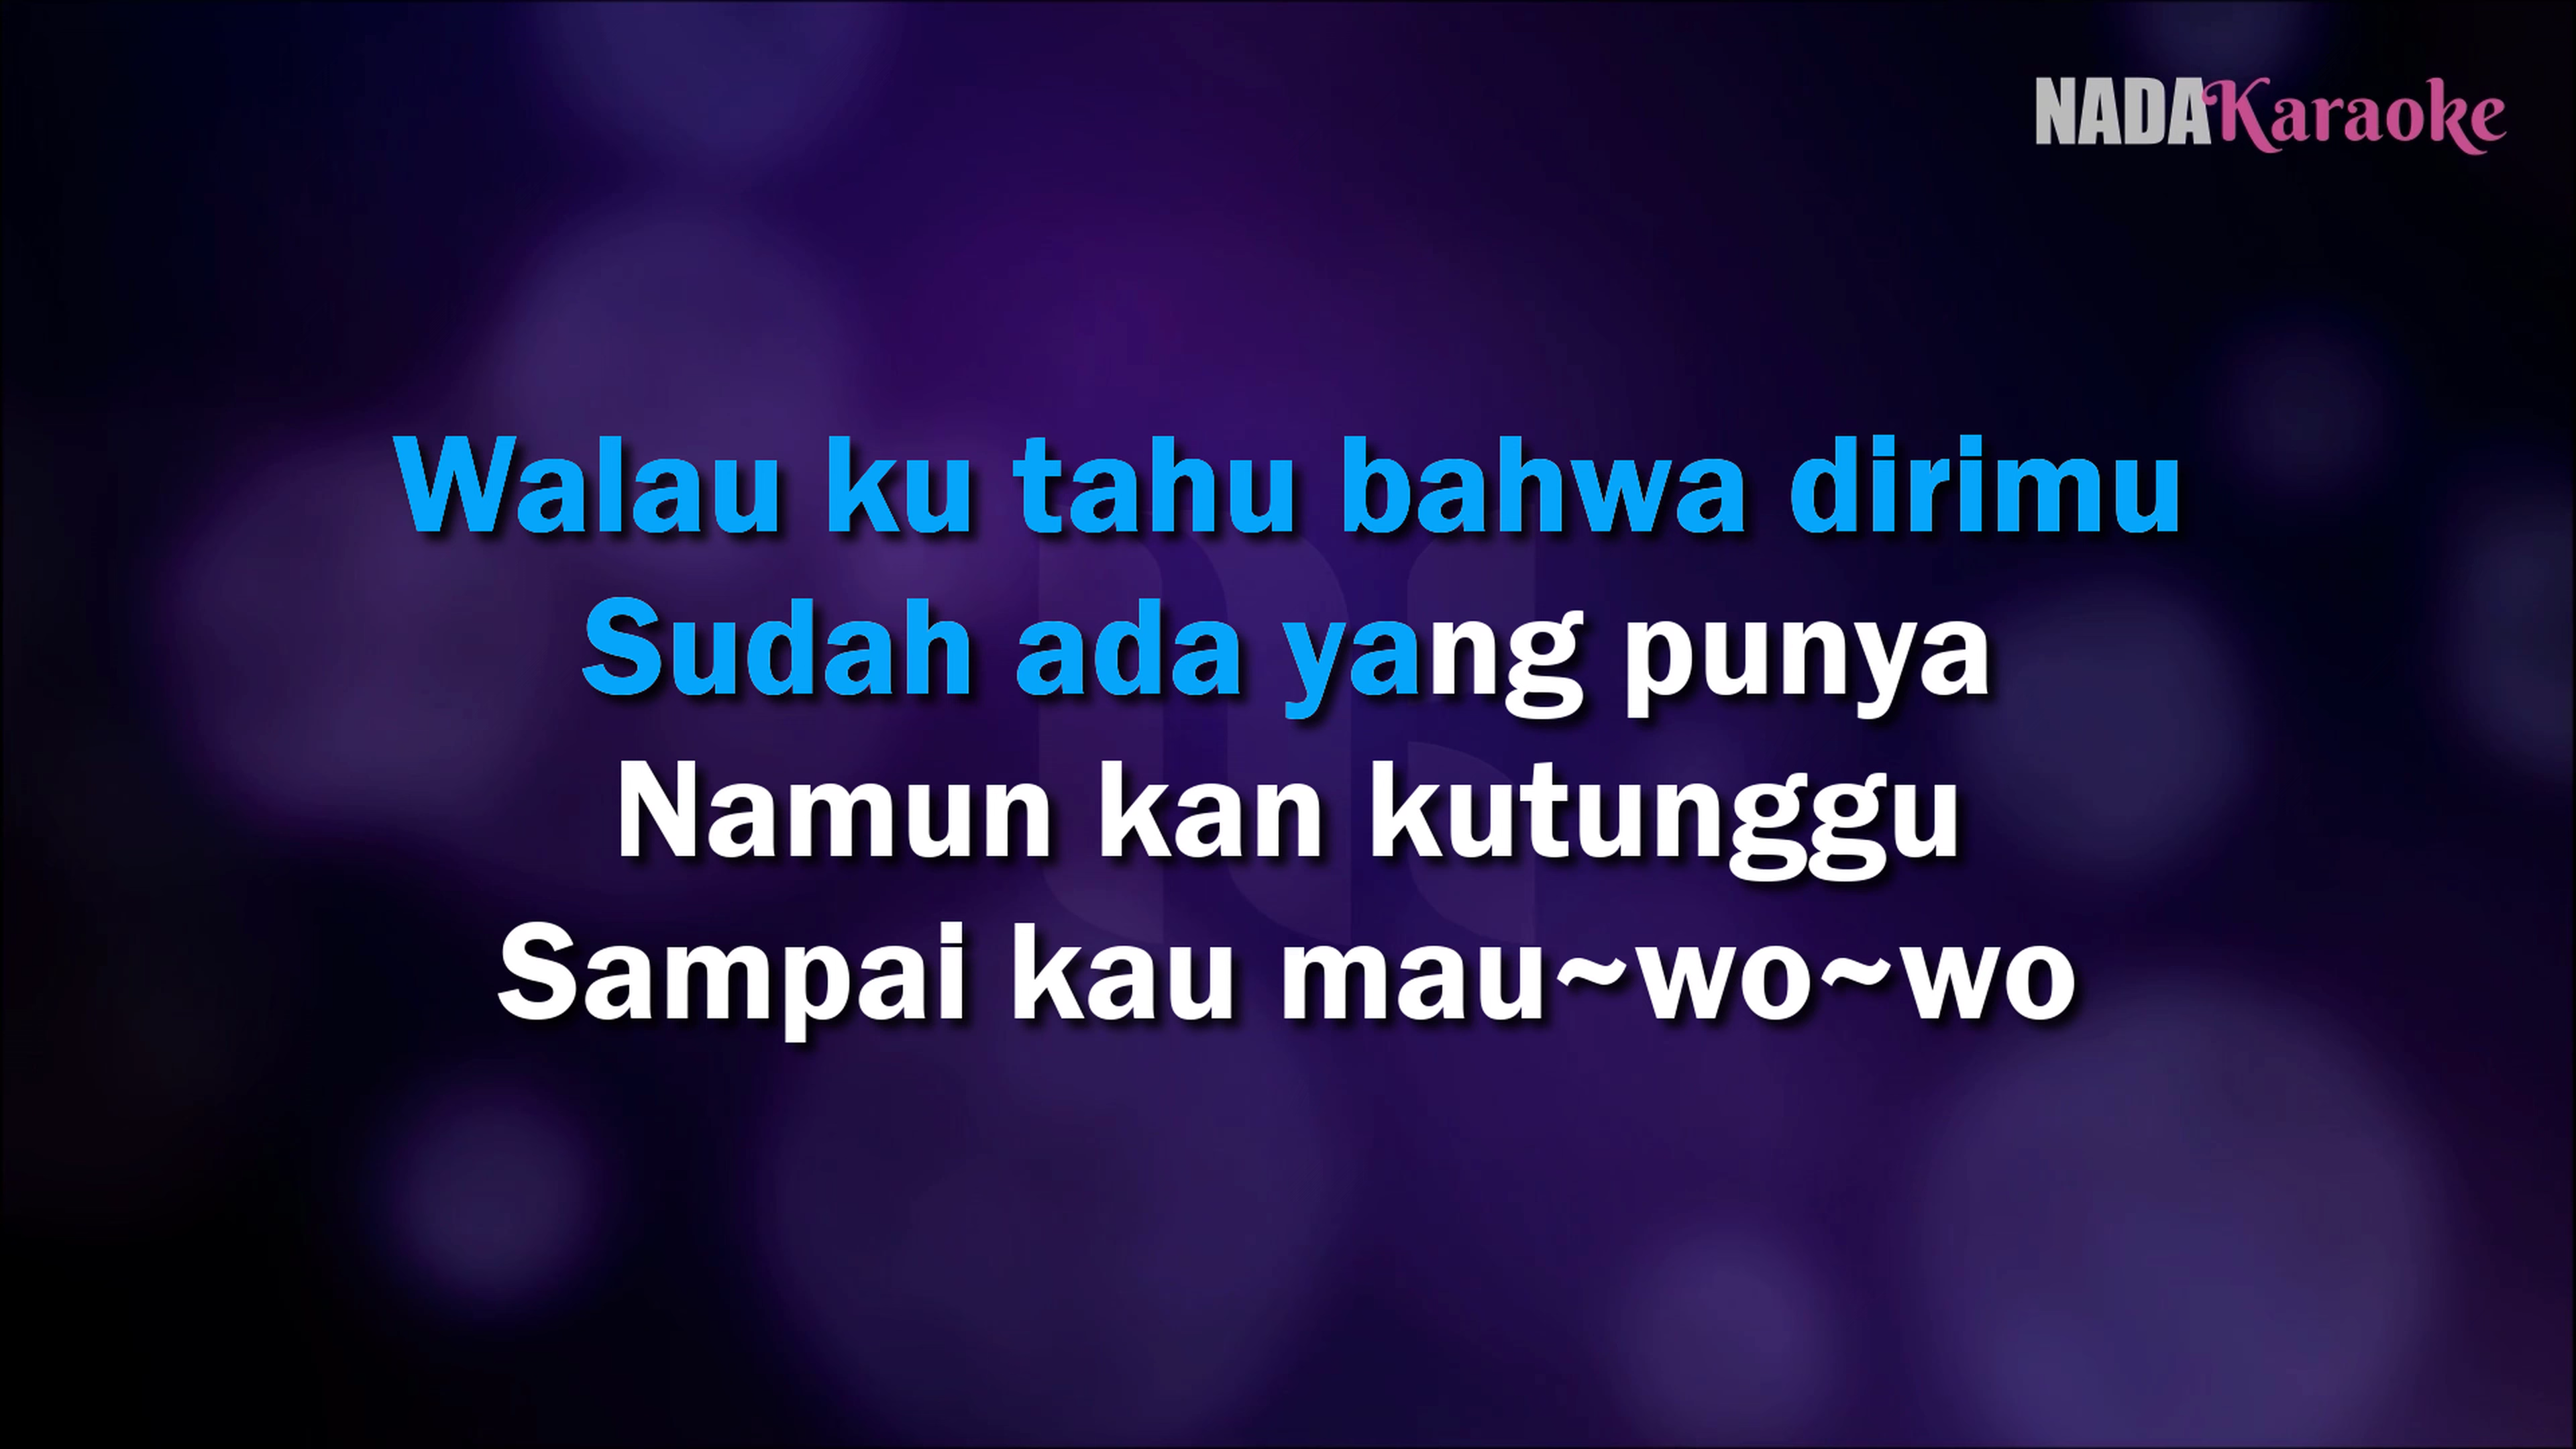 NADAKaraoke
Walau ku tahu bahwa dirimu
Sudah ada yang punya
Namun kan kutunggu
Sampai kau mau~wo~wo